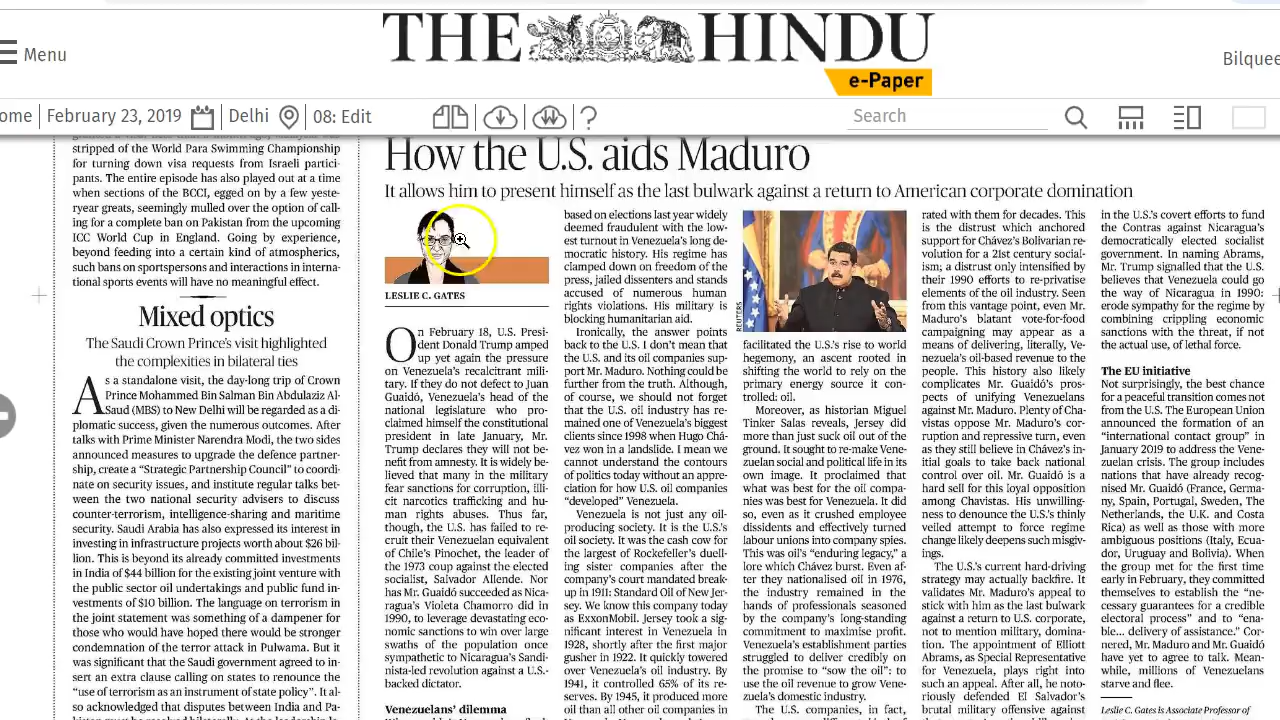 THE HINDU
e-Paper
Menu
Bilquee
ome
February 23, 2019
Delhi
08: Edit
Search
stripped of the World Para Swimming Championship
for turning down visa requests from Israeli partici-
pants. The entire episode has also played out at a time
when sections of the BCCI, egged on by a few yeste-
ryear greats, seemingly mulled over the option of call-
ing for a complete ban on Pakistan from the upcoming
ICC World Cup in England. Going by experience,
beyond feeding into a certain kind of atmospherics,
such bans on sportspersons and interactions in interna-
tional sports events will have no meaningful effect.
Mixed optics
The Saudi Crown Prince's visit highlighted
the complexities in bilateral ties
As a standalone visit, the day-long trip of Crown
Prince Mohammed Bin Salman Bin Abdulaziz Al-
Saud (MBS) to New Delhi will be regarded as a di-
plomatic success, given the numerous outcomes. After
talks with Prime Minister Narendra Modi, the two sides
announced measures to upgrade the defence partner-
ship, create a “Strategic Partnership Council” to coordi-
nate on security issues, and institute regular talks bet-
ween the two national security advisers to discuss
counter-terrorism, intelligence-sharing and maritime
security. Saudi Arabia has also expressed its interest in
investing in infrastructure projects worth about $26 bil-
lion. This is beyond its already committed investments
in India of $44 billion for the existing joint venture with
the public sector oil undertakings and public fund in-
vestments of $10 billion. The language on terrorism in
the joint statement was something of a dampener for
those who would have hoped there would be stronger
condemnation of the terror attack in Pulwama. But it
was significant that the Saudi government agreed to in-
sert an extra clause calling on states to renounce the
“use of terrorism as an instrument of state policy”. It al-
so acknowledged that disputes between India and Pa-
How the U.S. aids Maduro
It allows him to present himself as the last bulwark against a return to American corporate domination
LESLIE C. GATES
On February 18, U.S. Presi-
dent Donald Trump amped
up yet again the pressure
on Venezuela's recalcitrant mili-
tary. If they do not defect to Juan
Guaidó, Venezuela's head of the
national legislature who pro-
claimed himself the constitutional
president in late January, Mr.
Trump declares they will not be-
nefit from amnesty. It is widely be-
lieved that many in the military
fear sanctions for corruption, illi-
cit narcotics trafficking and hu-
man rights abuses. Thus far,
though, the U.S. has failed to re-
cruit their Venezuelan equivalent
of Chile's Pinochet, the leader of
the 1973 coup against the elected
socialist, Salvador Allende. Nor
has Mr. Guaidó succeeded as Nica-
ragua's Violeta Chamorro did in
1990, to leverage devastating eco-
nomic sanctions to win over large
swaths of the population once
sympathetic to Nicaragua's Sandi-
nista-led revolution against a U.S.-
backed dictator.
Venezuelans' dilemma
based on elections last year widely
deemed fraudulent with the low-
est turnout in Venezuela's long de-
mocratic history. His regime has
clamped down on freedom of the
press, jailed dissenters and stands
accused of numerous human
rights violations. His military is
blocking humanitarian aid.
Ironically, the answer points
back to the U.S. I don't mean that
the U.S. and its oil companies sup-
port Mr. Maduro. Nothing could be
further from the truth. Although,
of course, we should not forget
that the U.S. oil industry has re-
mained one of Venezuela's biggest
clients since 1998 when Hugo Chá-
vez won in a landslide. I mean we
cannot understand the contours
of politics today without an appre-
ciation for how U.S. oil companies
“developed” Venezuela.
Venezuela is not just any oil-
producing society. It is the U.S.'s
oil society. It was the cash cow for
the largest of Rockefeller's duell-
ing sister companies after the
company's court mandated break-
up in 1911: Standard Oil of New Jer-
sey. We know this company today
as ExxonMobil. Jersey took a sig-
nificant interest in Venezuela in
1928, shortly after the first major
gusher in 1922. It quickly towered
over Venezuela's oil industry. By
1941, it controlled 65% of its re-
serves. By 1945, it produced more
oil than all other oil companies in
REUTERS
facilitated the U.S.'s rise to world
hegemony, an ascent rooted in
shifting the world to rely on the
primary energy source it con-
trolled: oil.
Moreover, as historian Miguel
Tinker Salas reveals, Jersey did
more than just suck oil out of the
ground. It sought to re-make Vene-
zuelan social and political life in its
own image. It proclaimed that
what was best for the oil compa-
nies was best for Venezuela. It did
so, even as it crushed employee
dissidents and effectively turned
labour unions into company spies.
This was oil's “enduring legacy,” a
lore which Chávez burst. Even af-
ter they nationalised oil in 1976,
the industry remained in the
hands of professionals seasoned
by the company's long-standing
commitment to maximise profit.
Venezuela's establishment parties
struggled to deliver credibly on
the promise to “sow the oil”: to
use the oil revenue to grow Vene-
zuela's domestic industry.
The U.S. companies, in fact,
rated with them for decades. This
is the distrust which anchored
support for Chávez's Bolivarian re-
volution for a 21st century social-
ism; a distrust only intensified by
their 1990 efforts to re-privatise
elements of the oil industry. Seen
from this vantage point, even Mr.
Maduro's blatant vote-for-food
campaigning may appear as a
means of delivering, literally, Ve-
nezuela's oil-based revenue to the
people. This history also likely
complicates Mr. Guaidó's pros-
pects of unifying Venezuelans
against Mr. Maduro. Plenty of Cha-
vistas oppose Mr. Maduro's cor-
ruption and repressive turn, even
as they still believe in Chávez's in-
itial goals to take back national
control over oil. Mr. Guaidó is a
hard sell for this loyal opposition
among Chavistas. His unwilling-
ness to denounce the U.S.'s thinly
veiled attempt to force regime
change likely deepens such misgiv-
ings.
The U.S.'s current hard-driving
strategy may actually backfire. It
validates Mr. Maduro's appeal to
stick with him as the last bulwark
against a return to U.S. corporate,
not to mention military, domina-
tion. The appointment of Elliott
Abrams, as Special Representative
for Venezuela, plays right into
such an appeal. After all he noto-
riously defended El Salvador's
brutal military offensive against
in the U.S.'s covert efforts to fund
the Contras against Nicaragua's
democratically elected socialist
government. In naming Abrams,
Mr. Trump signalled that the U.S.
believes that Venezuela could go
the way of Nicaragua in 1990:
erode sympathy for the regime by
combining crippling economic
sanctions with the threat, if not
the actual use, of lethal force.
The EU initiative
Not surprisingly, the best chance
for a peaceful transition comes not
from the U.S. The European Union
announced the formation of an
“international contact group” in
January 2019 to address the Vene-
zuelan crisis. The group includes
nations that have already recog-
nised Mr. Guaidó (France, Germa-
ny, Spain, Portugal, Sweden, The
Netherlands, the U.K. and Costa
Rica) as well as those with more
ambiguous positions (Italy, Ecua-
dor, Uruguay and Bolivia). When
the group met for the first time
early in February, they committed
themselves to establish the “ne-
cessary guarantees for a credible
electoral process” and to “ena-
ble... delivery of assistance.” Cor-
nered, Mr. Maduro and Mr. Guaidó
have yet to agree to talk. Mean-
while, millions of Venezuelans
starve and flee.
Leslie C. Gates is Associate Professor of